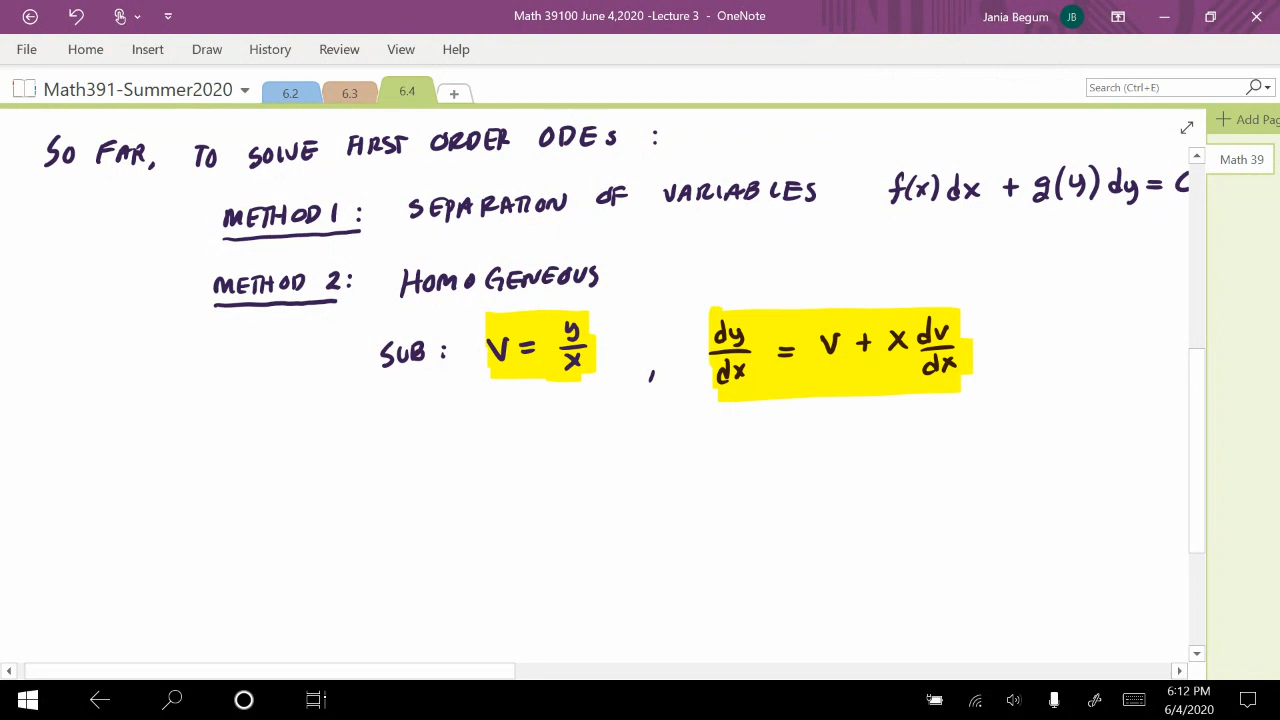 Math 39100 June 4,2020 -Lecture 3 - OneNote
Jania Begum JB
File Home Insert Draw History Review View Help
Math391-Summer2020 6.2 6.3 6.4
Search (Ctrl+E)
Add Pag
Math 39
SO FAR, TO SOLVE FIRST ORDER ODEs :
METHOD 1: SEPARATION OF VARIABLES f(x) dx + g(y) dy =
METHOD 2: HOMOGENEOUS
SUB: V = y/x , dy/dx = V + x dv/dx
6:12 PM
6/4/2020